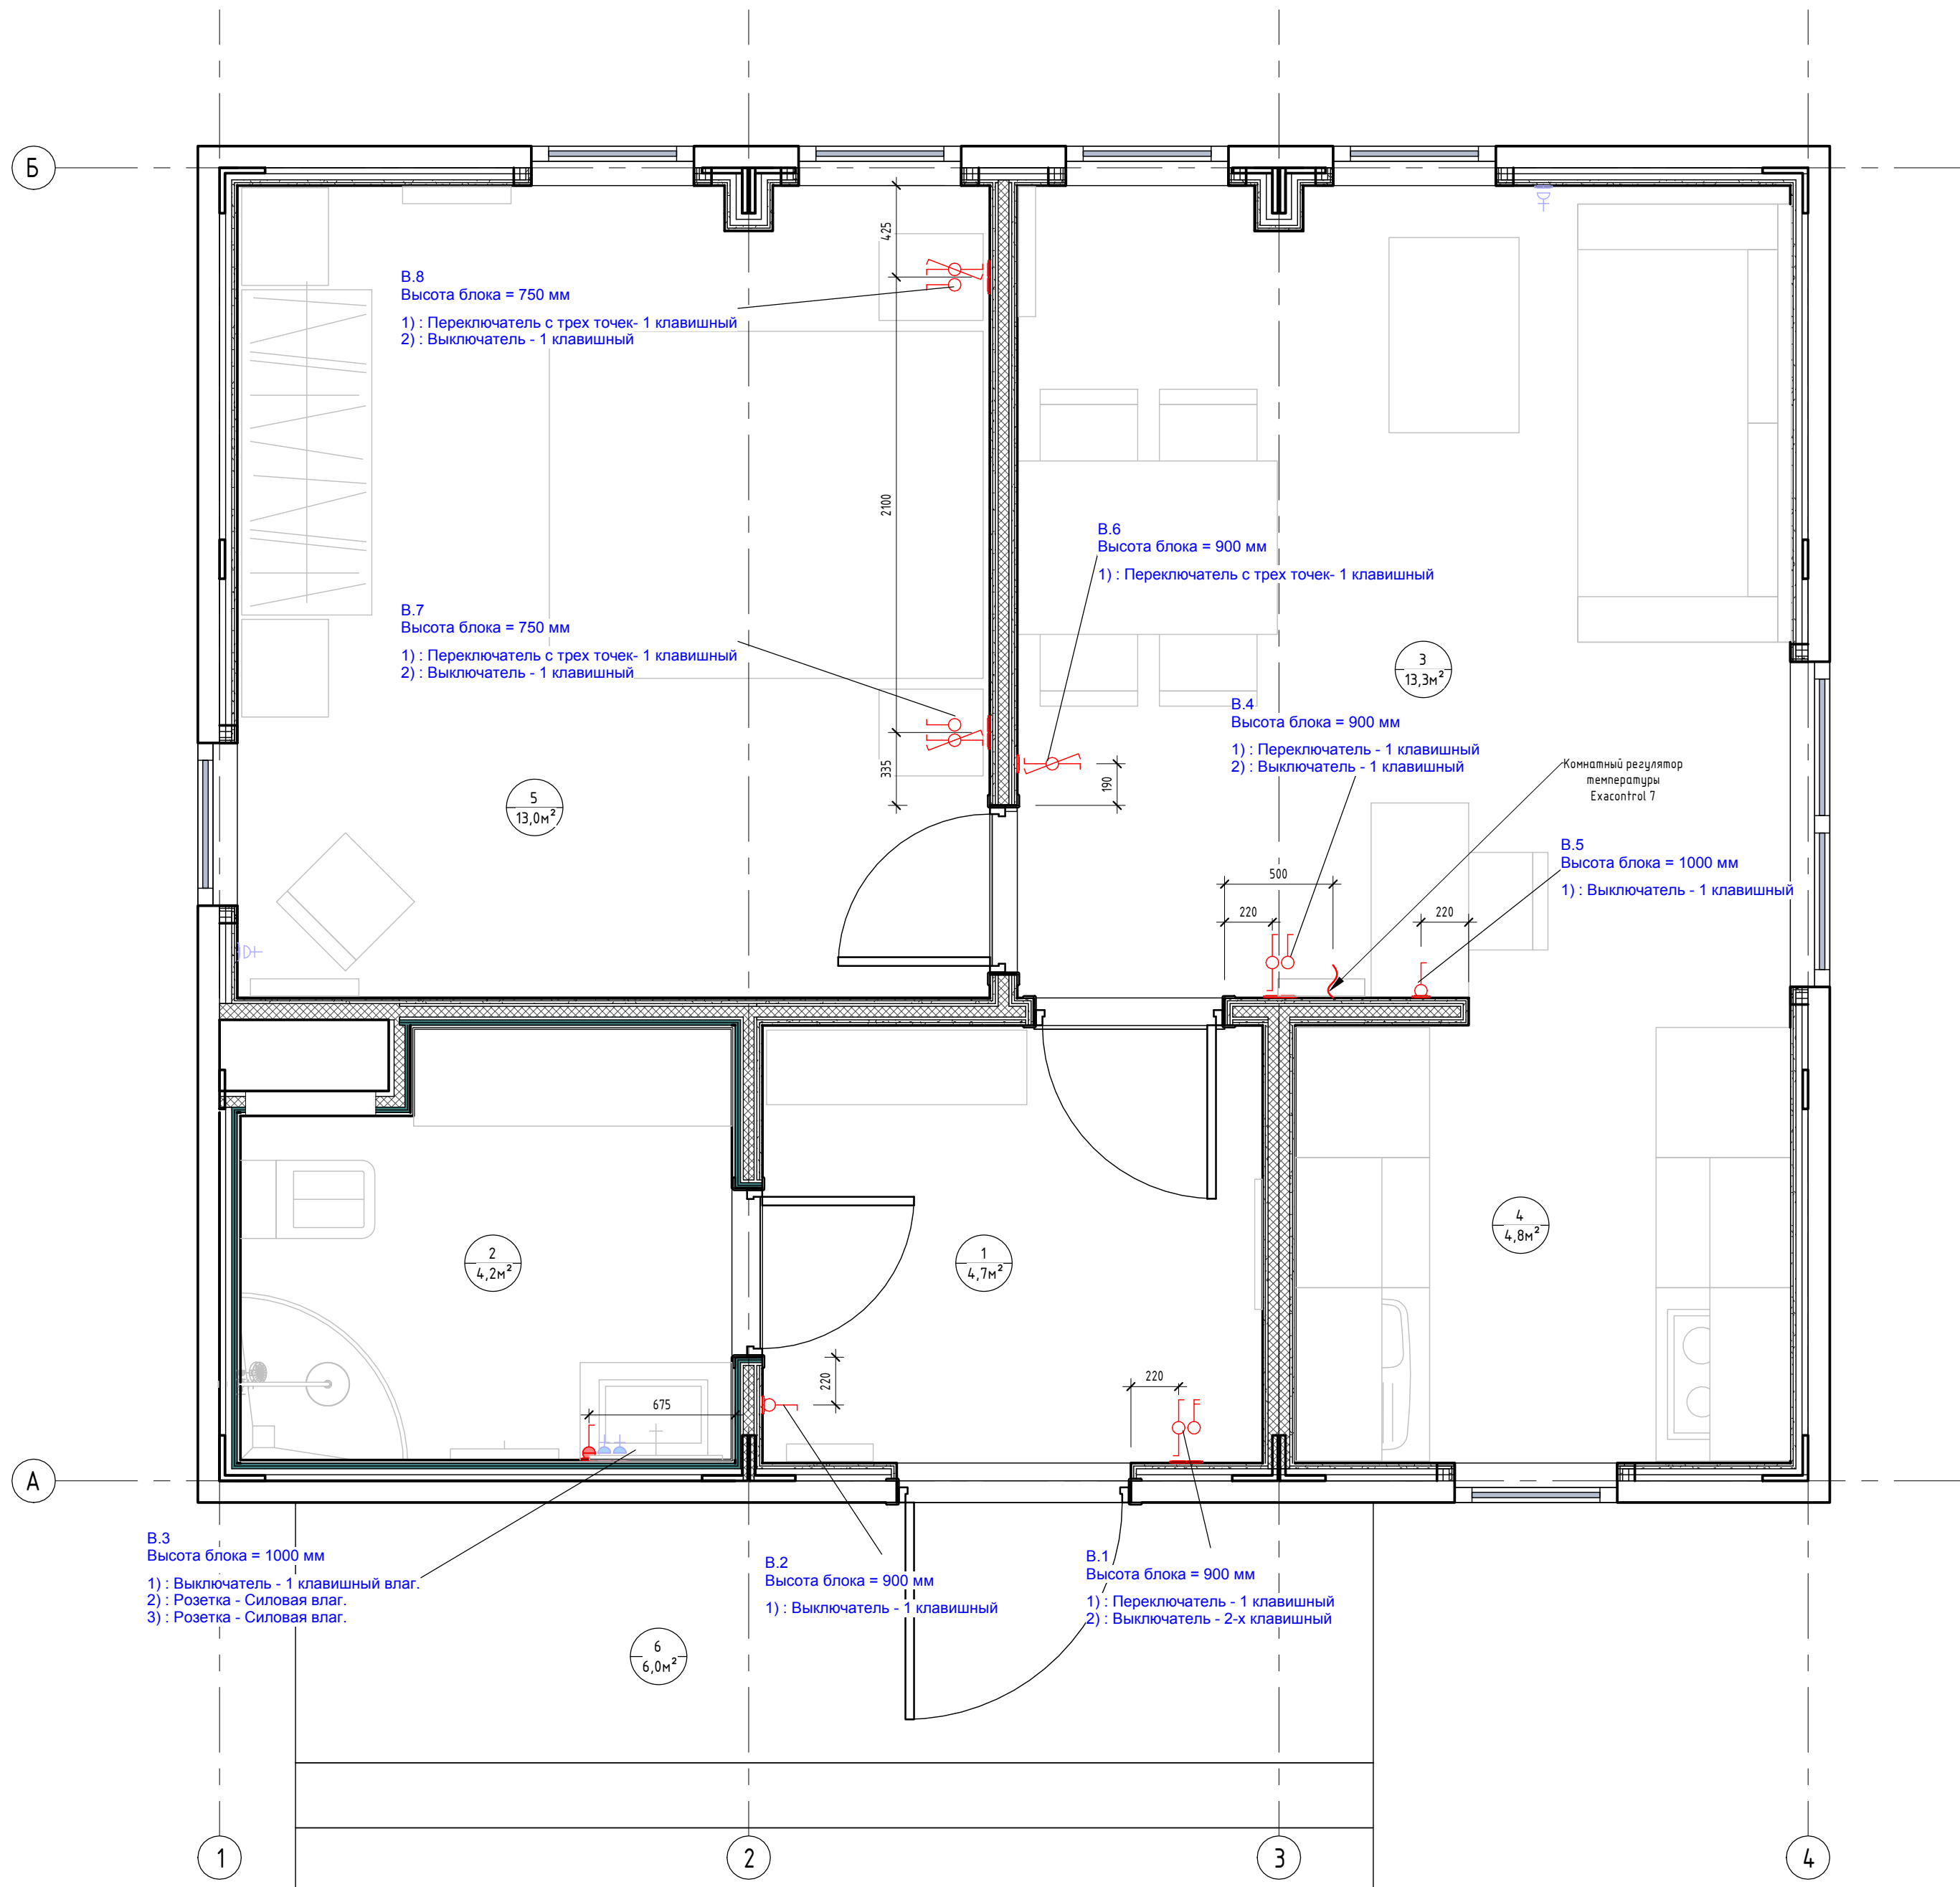 Б
425
В.8
Высота блока = 750 мм
1) : Переключатель с трех точек- 1 клавишный
2) : Выключатель - 1 клавишный
2100
В.6
Высота блока = 900 мм
1) : Переключатель с трех точек- 1 клавишный
В.7
Высота блока = 750 мм
1) : Переключатель с трех точек- 1 клавишный
2) : Выключатель - 1 клавишный
3
13,3м²
В.4
Высота блока = 900 мм
1) : Переключатель - 1 клавишный
2) : Выключатель - 1 клавишный
335
190
Комнатный регулятор
температуры
Exacontrol 7
5
13,0м²
В.5
Высота блока = 1000 мм
1) : Выключатель - 1 клавишный
500
220
220
4
4,8м²
2
4,2м²
1
4,7м²
220
220
675
А
В.3
Высота блока = 1000 мм
1) : Выключатель - 1 клавишный влаг.
2) : Розетка - Силовая влаг.
3) : Розетка - Силовая влаг.
В.2
Высота блока = 900 мм
1) : Выключатель - 1 клавишный
В.1
Высота блока = 900 мм
1) : Переключатель - 1 клавишный
2) : Выключатель - 2-х клавишный
6
6,0м²
1
2
3
4